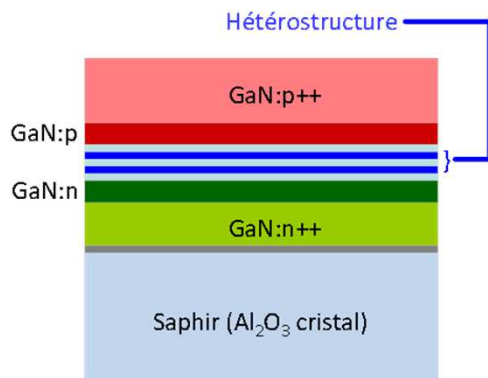 Hétérostructure
GaN:p++
GaN:p
}
GaN:n
GaN:n++
Saphir (Al₂O₃ cristal)